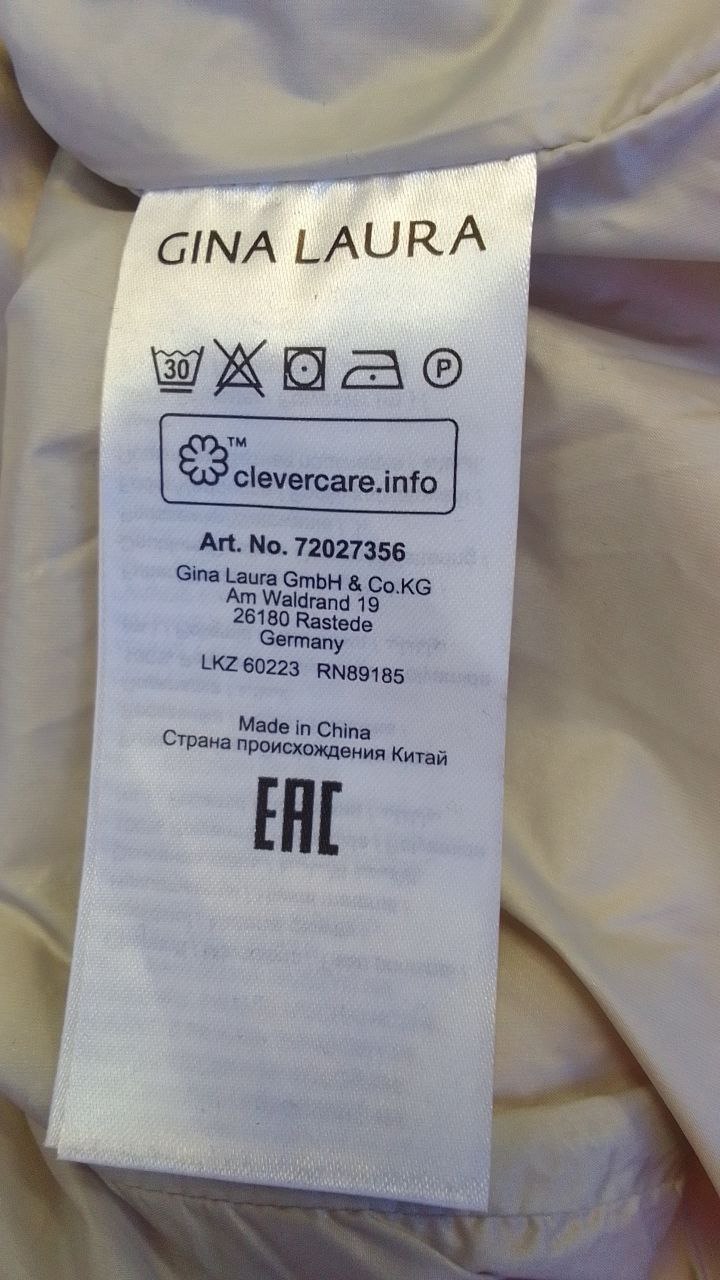 GINA LAURA
30
P
TM
clevercare.info
Art. No. 72027356
Gina Laura GmbH & Co.KG
Am Waldrand 19
26180 Rastede
Germany
LKZ 60223 RN89185
Made in China
Страна происхождения Китай
EAC